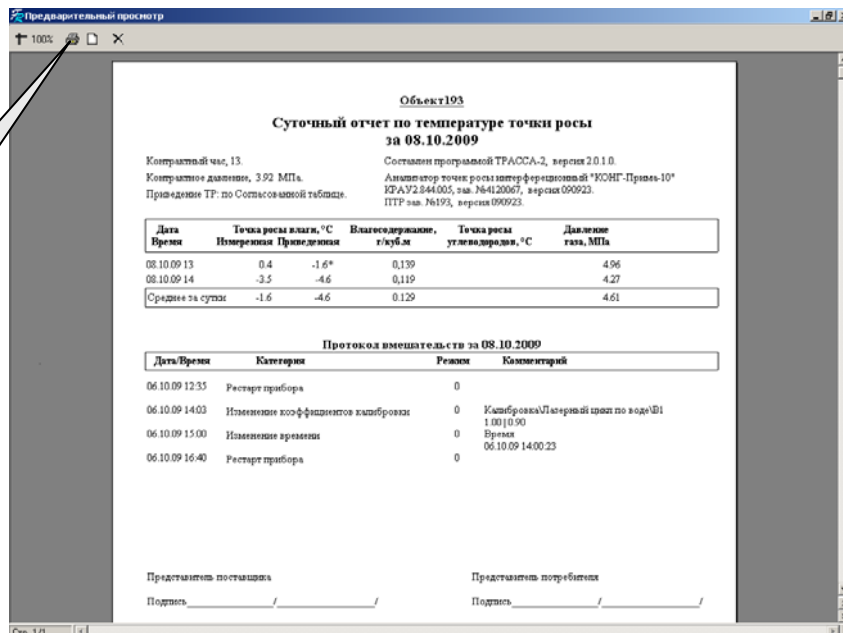 Предварительный просмотр
100%
Объект193
Суточный отчет по температуре точки росы
за 08.10.2009
Контрактный час, 13. Составлен программой ТРАССА-2, версия 2.0.1.0.
Контрактное давление, 3.92 МПа. Анализатор точек росы интерференционный "КОНГ-Прима-10"
Приведение ТР: по Согласованной таблице. КРАУ2.844.005, зав. №4120067, версия 090923.
ПТР зав. №193, версия 090923.
Дата Точка росы влаги, °С Влагосодержание, Точка росы Давление
Время Измеренная Приведенная г/куб.м углеводородов, °С газа, МПа
08.10.09 13 0.4 -1.6* 0,139 4.96
08.10.09 14 -3.5 -4.6 0,119 4.27
Среднее за сутки -1.6 -4.6 0.129 4.61
Протокол вмешательств за 08.10.2009
Дата/Время Категория Режим Комментарий
06.10.09 12:35 Рестарт прибора 0
06.10.09 14:03 Изменение коэффициентов калибровки 0 Калибровка\Лазерный цикл по воде\В1
1.00 | 0.90
06.10.09 15:00 Изменение времени 0 Время
06.10.09 14:00:23
06.10.09 16:40 Рестарт прибора 0
Представитель поставщика Представитель потребителя
Подпись / / Подпись / /
Стр. 1/1